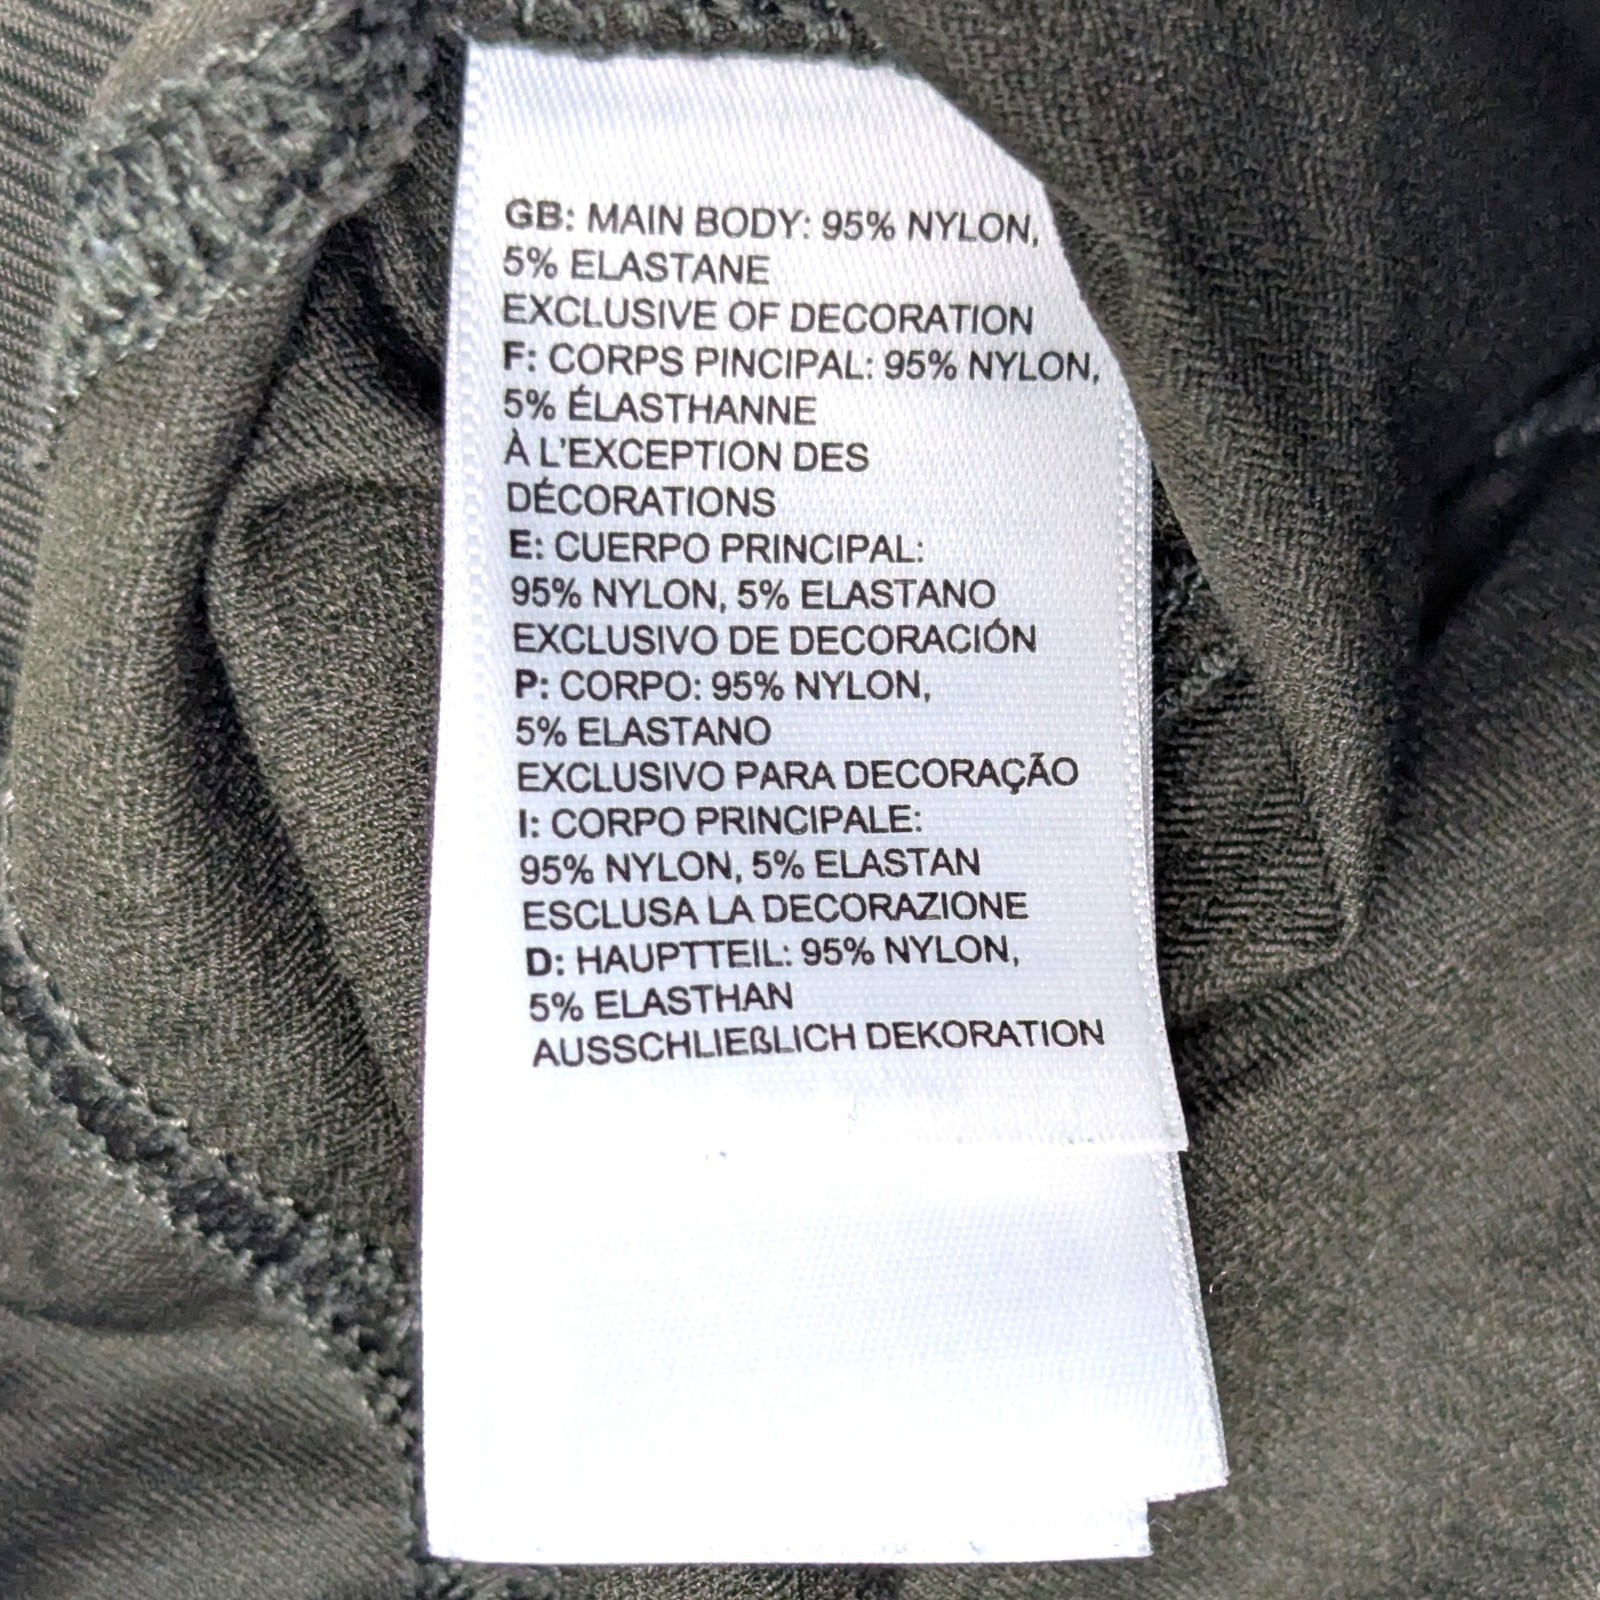 GB: MAIN BODY: 95% NYLON,
5% ELASTANE
EXCLUSIVE OF DECORATION
F: CORPS PINCIPAL: 95% NYLON,
5% ÉLASTHANNE
À L'EXCEPTION DES
DÉCORATIONS
E: CUERPO PRINCIPAL:
95% NYLON, 5% ELASTANO
EXCLUSIVO DE DECORACIÓN
P: CORPO: 95% NYLON,
5% ELASTANO
EXCLUSIVO PARA DECORAÇÃO
I: CORPO PRINCIPALE:
95% NYLON, 5% ELASTAN
ESCLUSA LA DECORAZIONE
D: HAUPTTEIL: 95% NYLON,
5% ELASTHAN
AUSSCHLIEßLICH DEKORATION